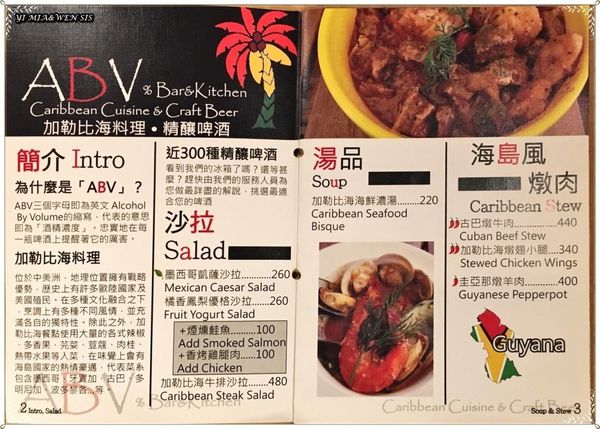 YI MIA&WEN SIS
ABV
% Bar&Kitchen
Caribbean Cuisine & Craft Beer
加勒比海料理・精釀啤酒
簡介 Intro
為什麼是「ABV」？
ABV三個字母即為英文 Alcohol
By Volume的縮寫，代表的意思
即為「酒精濃度」。忠實地在每
一瓶啤酒上提醒著它的厲害。
加勒比海料理
位於中美洲，地理位置擁有戰略
優勢，歷史上有許多歐陸國家及
美國殖民，在多種文化融合之下
，烹調上有多種不同風情，並充
滿各自的獨特性。除此之外，加
勒比海餐點使用大量的各式辣椒
、多香果、芫荽、荳蔻、肉桂、
熱帶水果等入菜，在味覺上會有
海島國家的熱情豪邁，代表菜系
包含墨西哥、牙買加、古巴、多
明尼加、波多黎各...等。
ABV
% Bar&Kitchen
2 Intro, Salad
近300種精釀啤酒
看到我們的冰箱了嗎？還等甚
麼？趕快由我們的服務人員為
您做最詳盡的解說，挑選最適
合您的啤酒
沙拉
Salad
墨西哥凱薩沙拉..........260
Mexican Caesar Salad
橘香鳳梨優格沙拉........260
Fruit Yogurt Salad
+煙燻鮭魚............100
Add Smoked Salmon
+香烤雞腿肉..........100
Add Chicken
加勒比海牛排沙拉........480
Caribbean Steak Salad
湯品
Soup
加勒比海海鮮濃湯........220
Caribbean Seafood
Bisque
海島風
燉肉
Caribbean Stew
古巴燉牛肉..............440
Cuban Beef Stew
加勒比海燉翅小腿....340
Stewed Chicken Wings
圭亞那燉羊肉..........400
Guyanese Pepperpot
Guyana
Caribbean Cuisine & Craft Beer
Soup & Stew 3